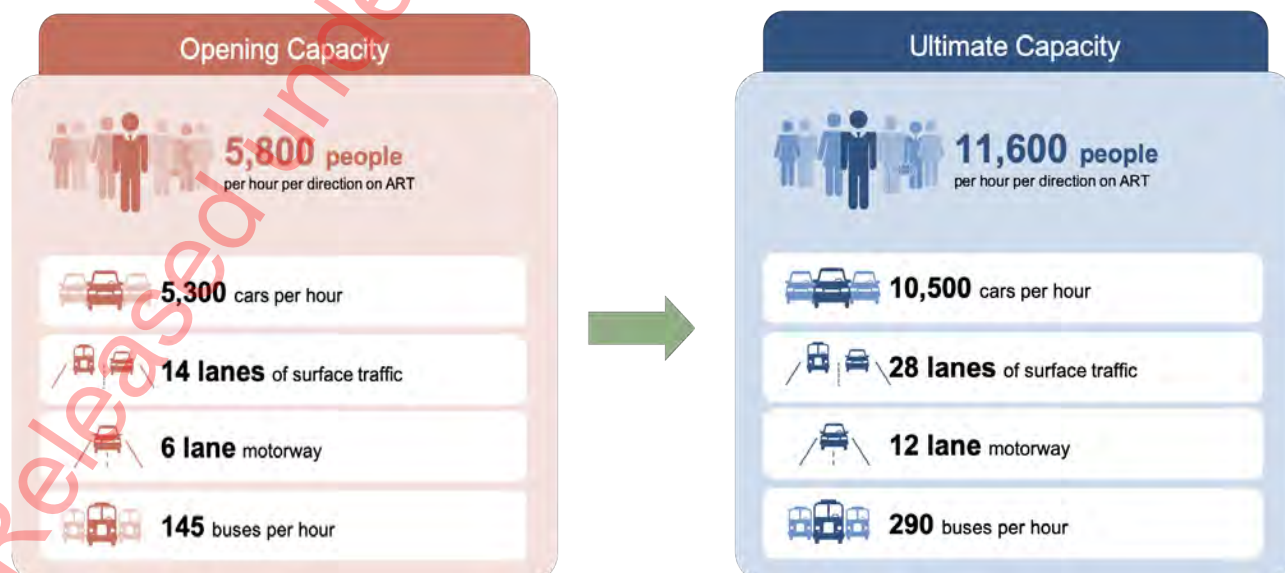 Opening Capacity
5,800 people
per hour per direction on ART
5,300 cars per hour
14 lanes of surface traffic
6 lane motorway
145 buses per hour
Ultimate Capacity
11,600 people
per hour per direction on ART
10,500 cars per hour
28 lanes of surface traffic
12 lane motorway
290 buses per hour
Released unde